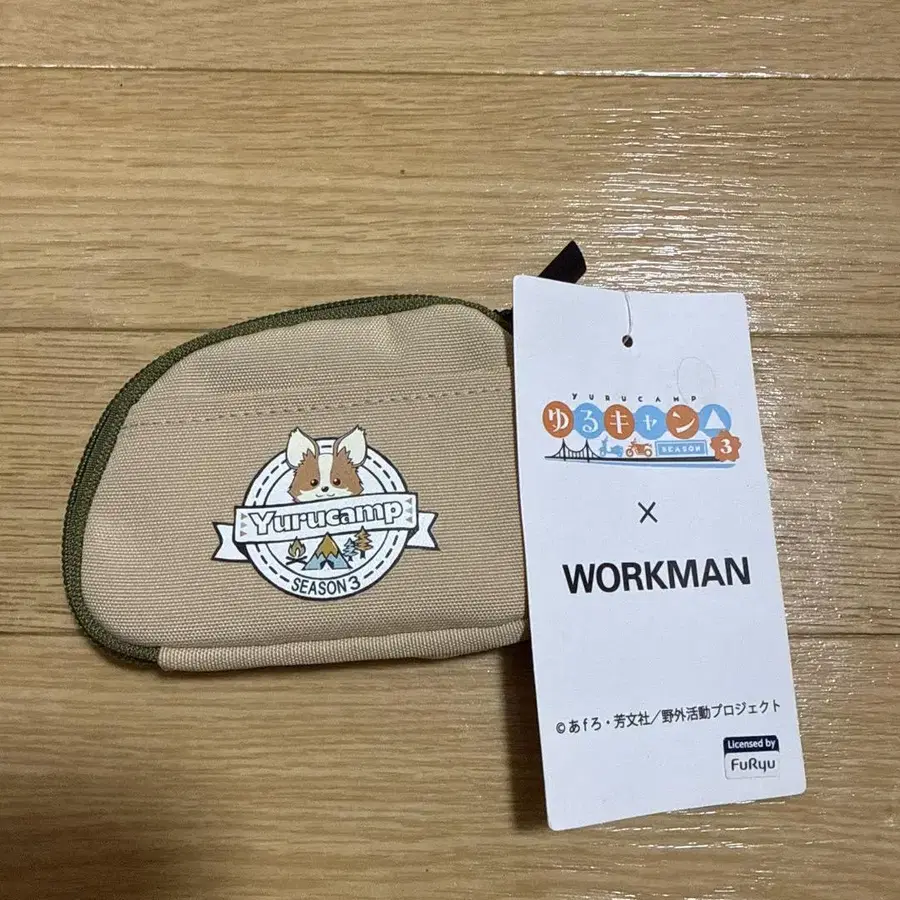 Yurucamp
SEASON 3
YURUCAMP
ゆるキャン△
SEASON 3
×
WORKMAN
©あfろ・芳文社／野外活動プロジェクト
Licensed by
FuRyu